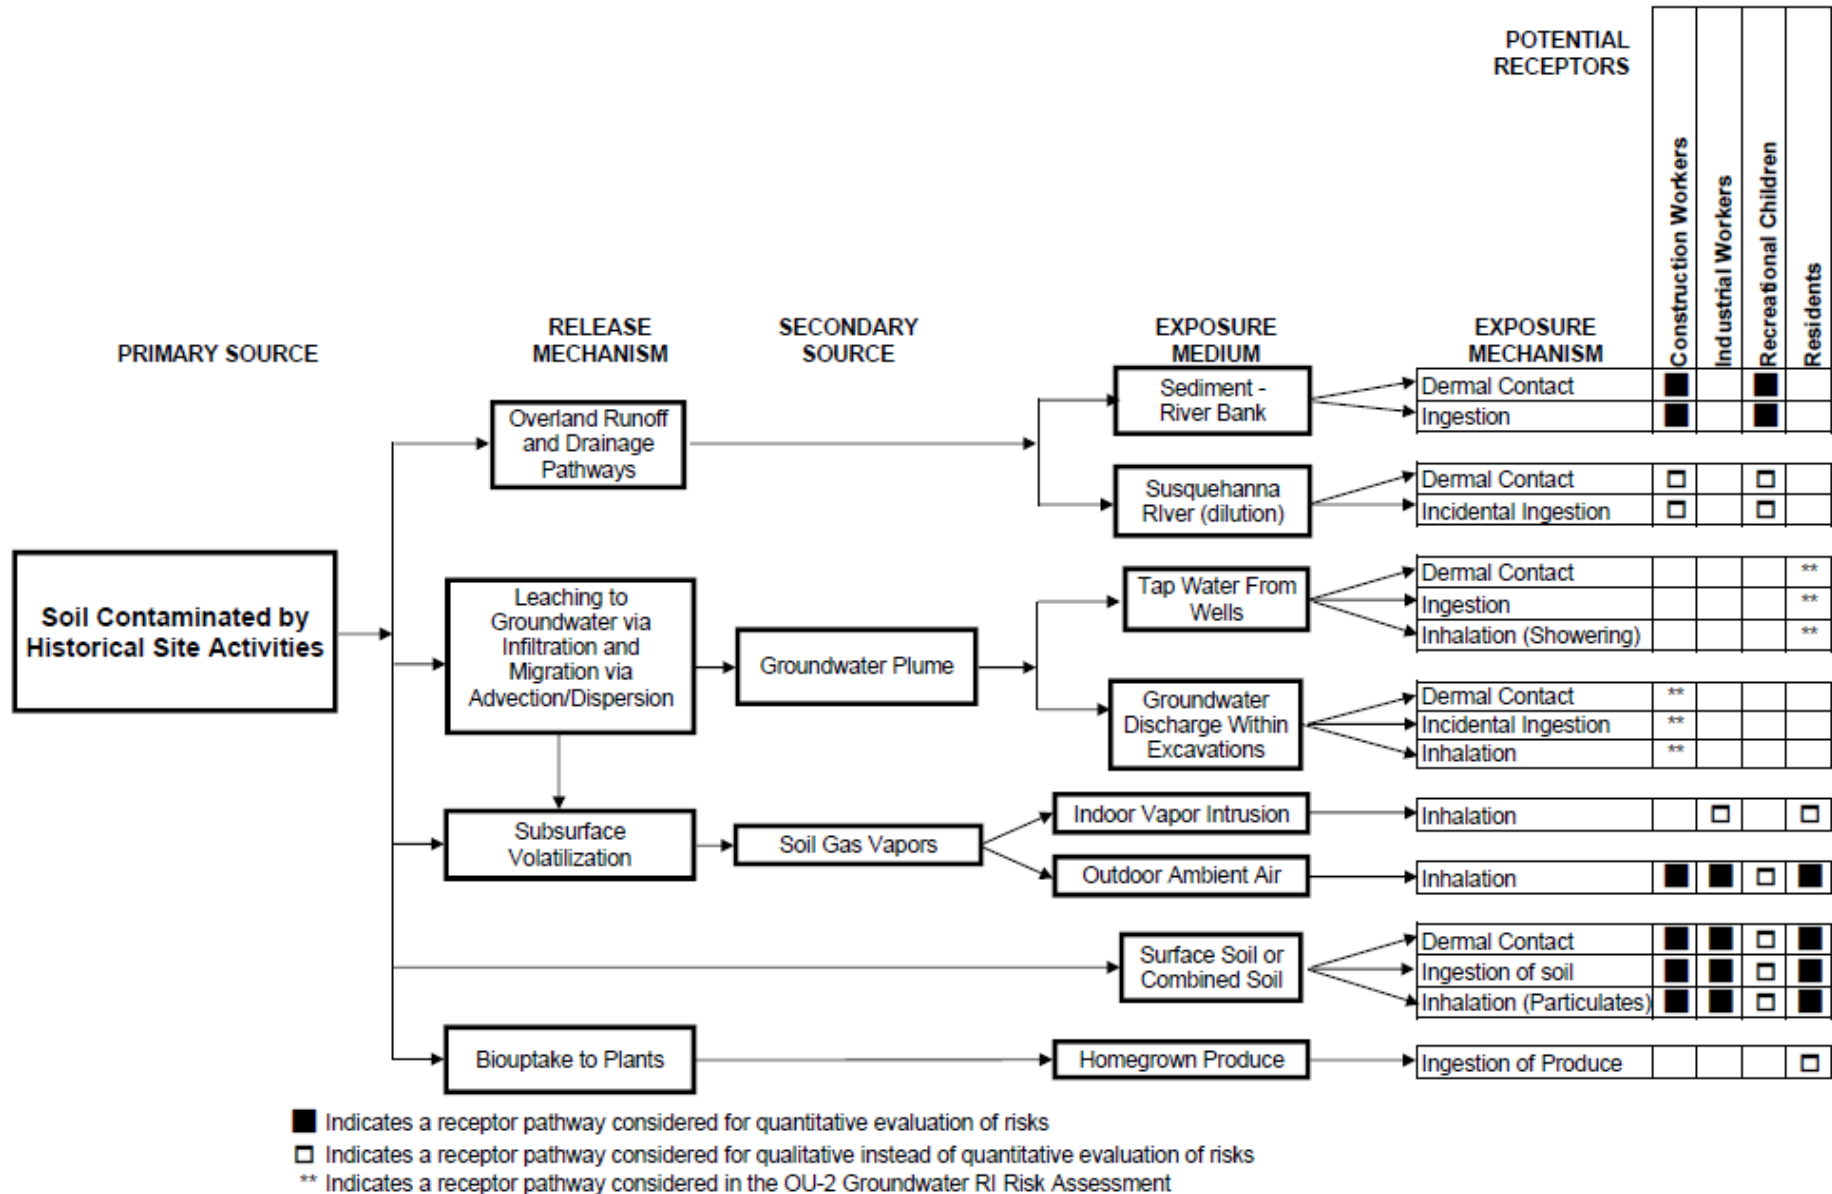 POTENTIAL
RECEPTORS
Construction Workers
Industrial Workers
Recreational Children
Residents
PRIMARY SOURCE
RELEASE
MECHANISM
SECONDARY
SOURCE
EXPOSURE
MEDIUM
EXPOSURE
MECHANISM
Overland Runoff
and Drainage
Pathways
Sediment -
River Bank
Dermal Contact
Ingestion
Susquehanna
RIver (dilution)
Dermal Contact
Incidental Ingestion
Soil Contaminated by
Historical Site Activities
Leaching to
Groundwater via
Infiltration and
Migration via
Advection/Dispersion
Groundwater Plume
Tap Water From
Wells
Dermal Contact **
Ingestion **
Inhalation (Showering) **
Groundwater
Discharge Within
Excavations
Dermal Contact **
Incidental Ingestion **
Inhalation **
Subsurface
Volatilization
Soil Gas Vapors
Indoor Vapor Intrusion
Inhalation
Outdoor Ambient Air
Inhalation
Surface Soil or
Combined Soil
Dermal Contact
Ingestion of soil
Inhalation (Particulates)
Biouptake to Plants
Homegrown Produce
Ingestion of Produce
Indicates a receptor pathway considered for quantitative evaluation of risks
Indicates a receptor pathway considered for qualitative instead of quantitative evaluation of risks
** Indicates a receptor pathway considered in the OU-2 Groundwater RI Risk Assessment